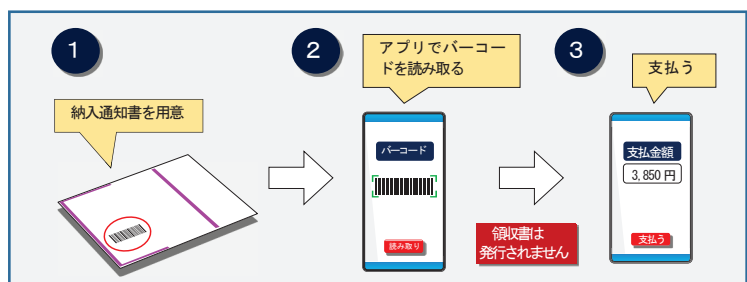 1
納入通知書を用意
2
アプリでバーコー
ドを読み取る
バーコード
読み取り
領収書は
発行されません
3
支払う
支払金額
3,850 円
支払う